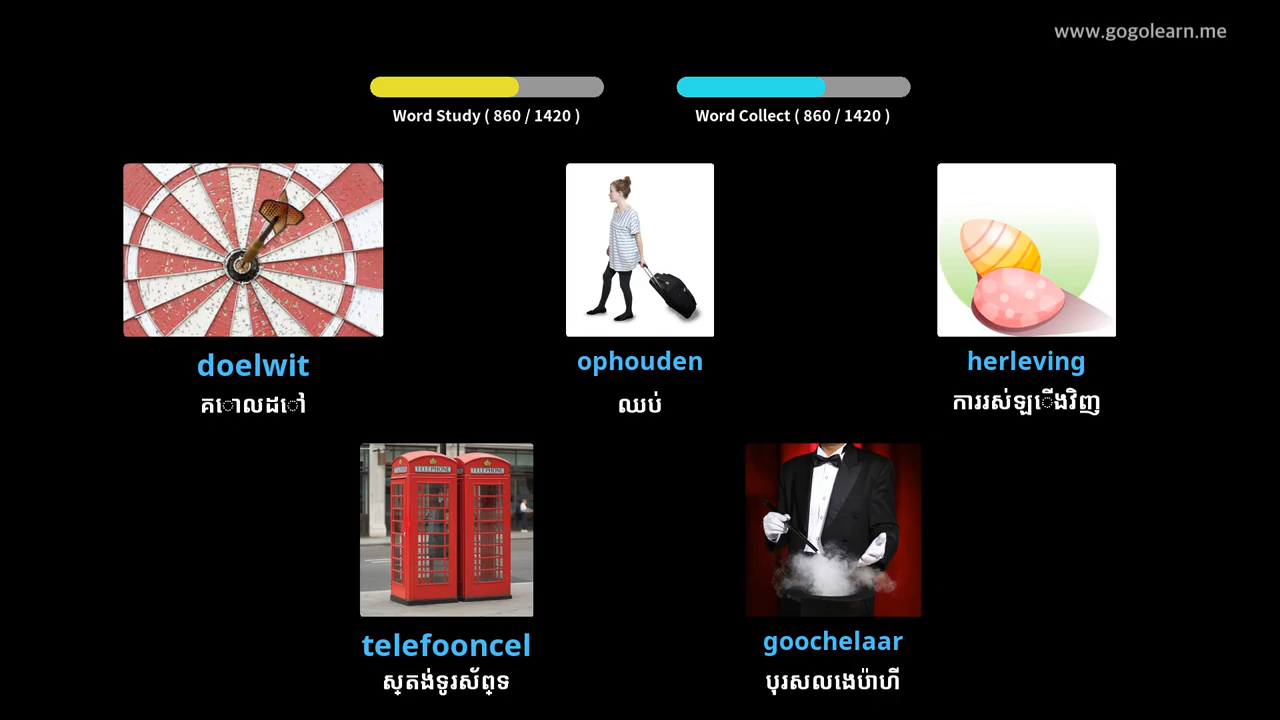 www.gogolearn.me
Word Study ( 860 / 1420 )
Word Collect ( 860 / 1420 )
doelwit
គោលដៅ
ophouden
ឈប់
herleving
ការរស់ឡើងវិញ
TELEPHONE
TELEPHONE
telefooncel
ស្តង់ទូរស័ព្ទ
goochelaar
បុរសលេងប៉ាហី